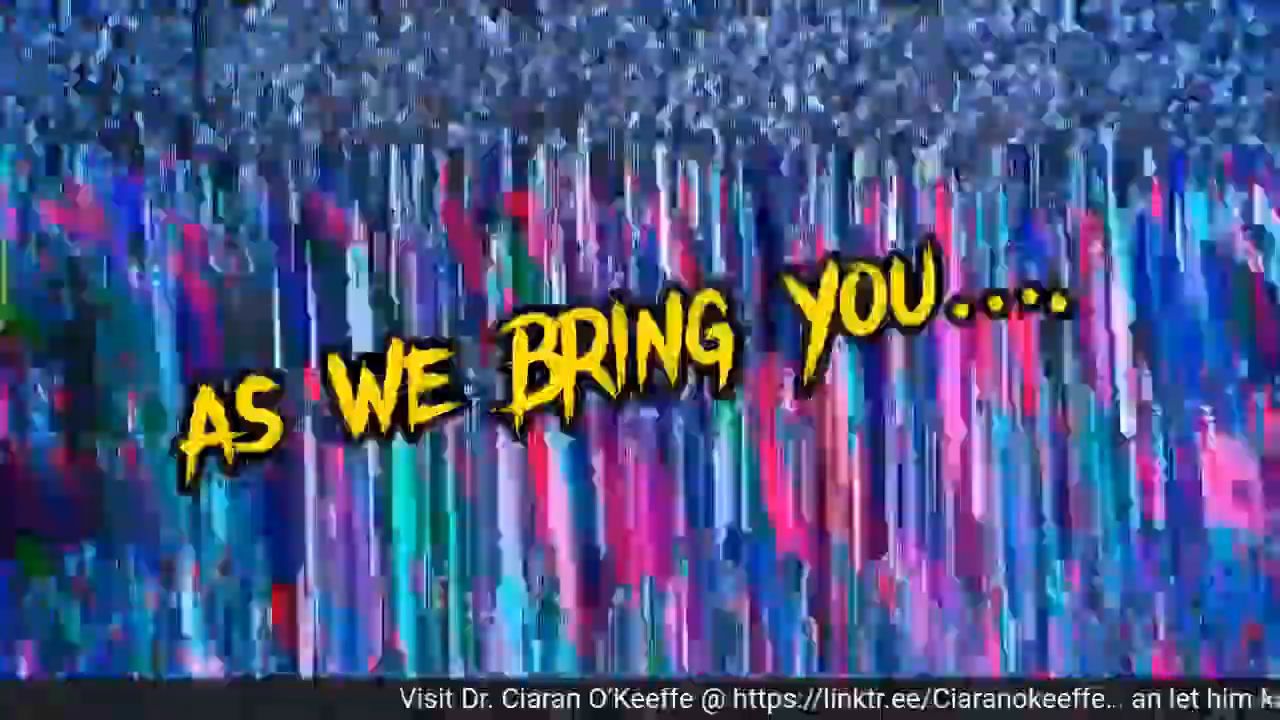 AS WE BRING YOU....
Visit Dr. Ciaran O'Keeffe @ https://linktr.ee/Ciaranokeeffe... an let him